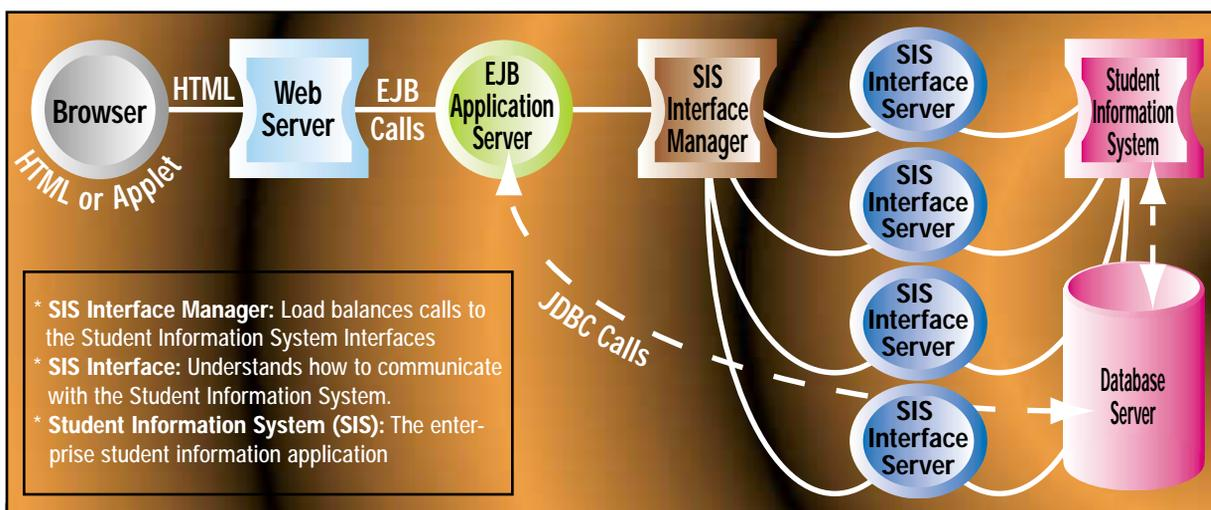 Browser
HTML or Applet
HTML
Web
Server
EJB
Calls
EJB
Application
Server
SIS
Interface
Manager
SIS
Interface
Server
SIS
Interface
Server
SIS
Interface
Server
SIS
Interface
Server
Student
Information
System
Database
Server
JDBC Calls
* SIS Interface Manager: Load balances calls to
the Student Information System Interfaces
* SIS Interface: Understands how to communicate
with the Student Information System.
* Student Information System (SIS): The enter-
prise student information application